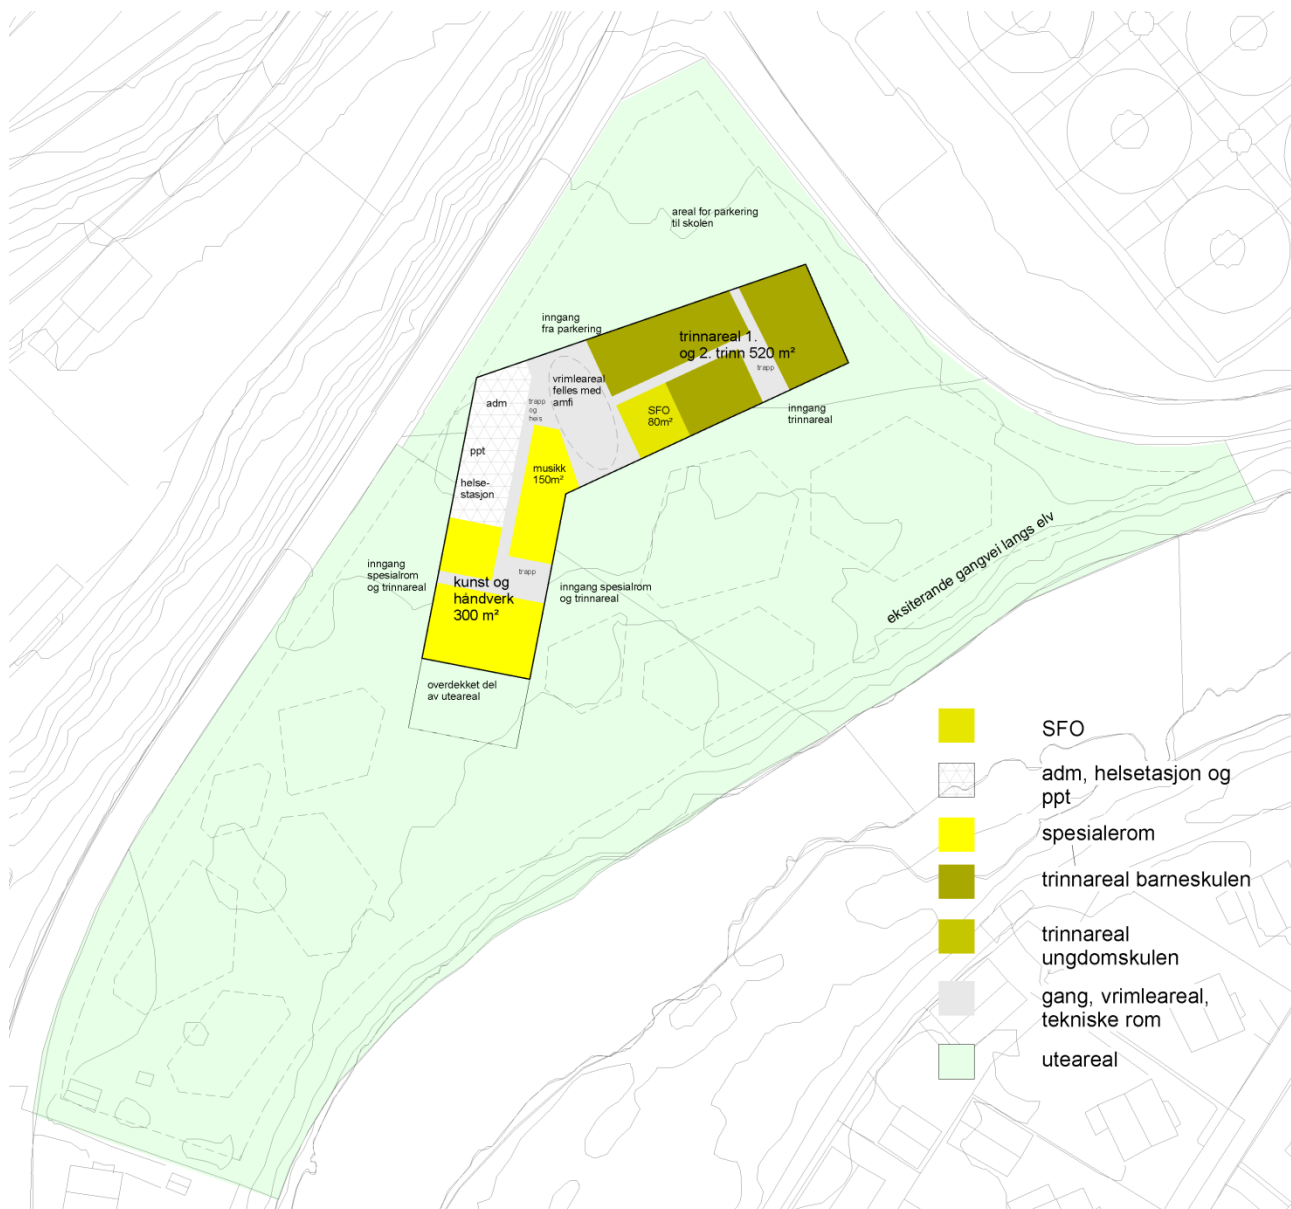 areal for parkering
til skolen
inngang
fra parkering
trinnareal 1.
og 2. trinn 520 m²
trapp
vrimleareal
felles med
amfi
adm
trapp
og
heis
SFO
80m²
inngang
trinnareal
ppt
musikk
150m²
helse-
stasjon
inngang
spesialrom
og trinnareal
trapp
kunst og
håndverk
300 m²
inngang spesialrom
og trinnareal
eksiterande gangvei langs elv
overdekket del
av uteareal
SFO
adm, helsetasjon og
ppt
spesialerom
trinnareal barneskulen
trinnareal
ungdomskulen
gang, vrimleareal,
tekniske rom
uteareal